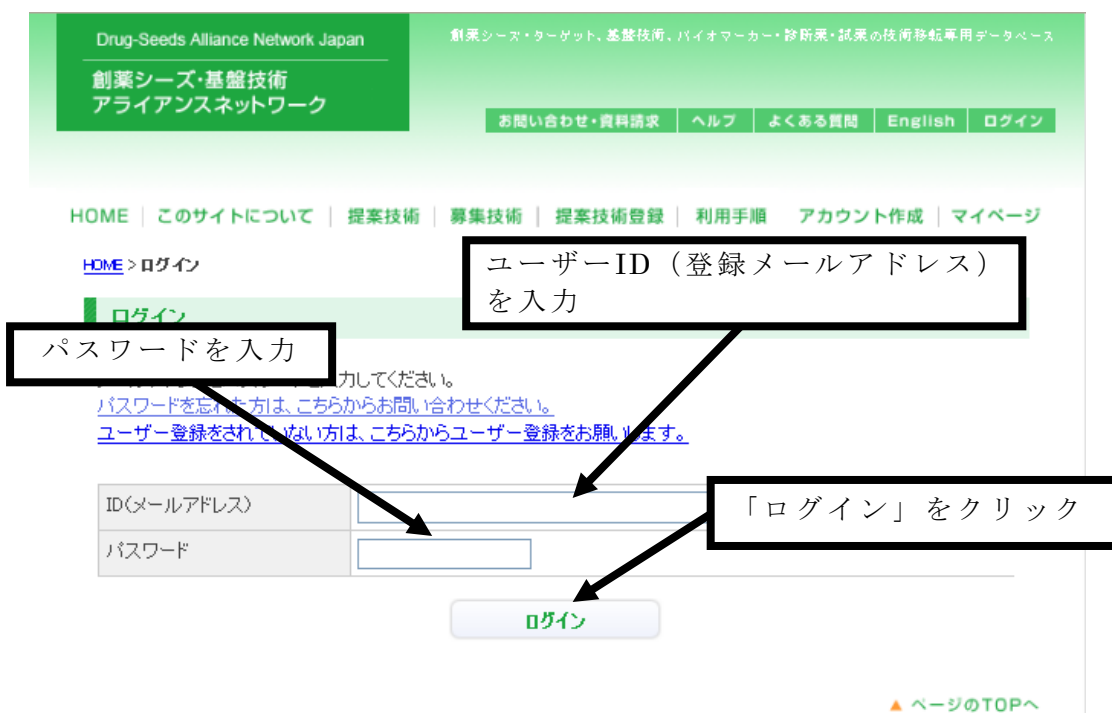 Drug-Seeds Alliance Network Japan
創薬シーズ・ターゲット、基盤技術、バイオマーカー・診断薬・試薬の技術移転専用データベース
創薬シーズ・基盤技術
アライアンスネットワーク
お問い合わせ・資料請求 ヘルプ よくある質問 English ログイン
HOME このサイトについて 提案技術 募集技術 提案技術登録 利用手順 アカウント作成 マイページ
HOME > ログイン
ユーザーID（登録メールアドレス）
を入力
ログイン
パスワードを入力
力してください。
パスワードを忘れた方は、こちらからお問い合わせください。
ユーザー登録をされていない方は、こちらからユーザー登録をお願いします。
ID(メールアドレス)
「ログイン」をクリック
パスワード
ログイン
▲ ページのTOPへ